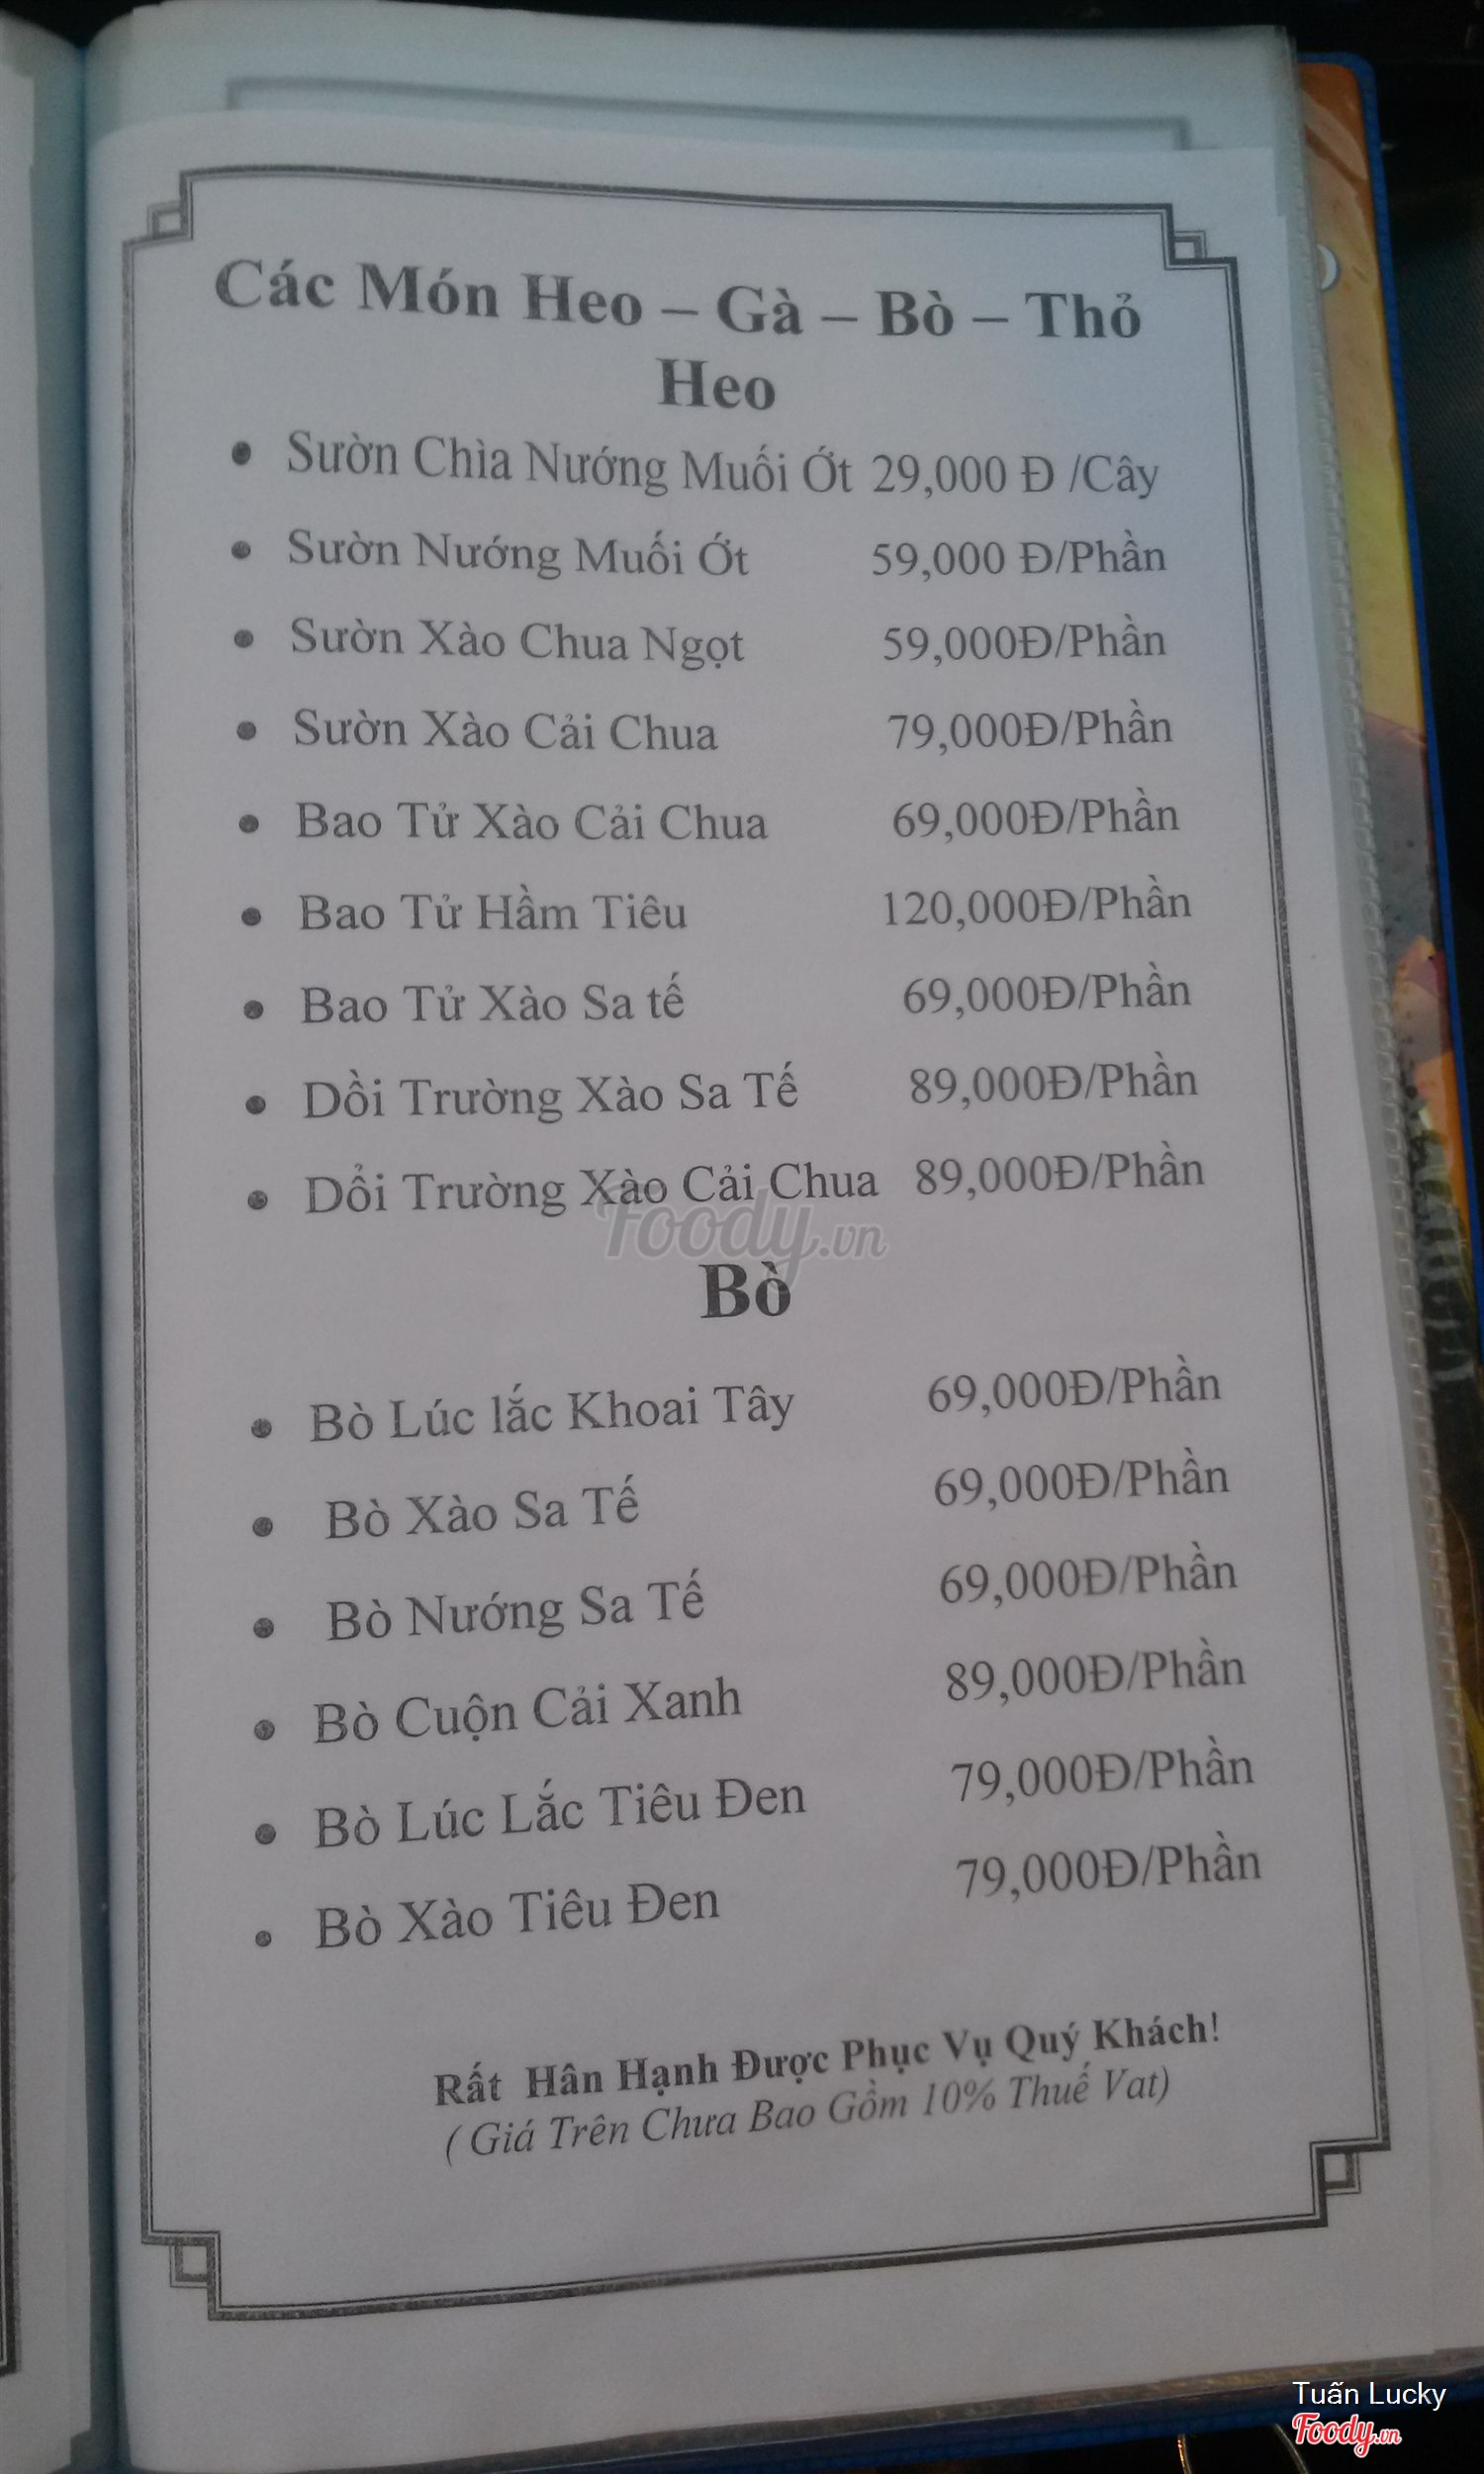 Các Món Heo – Gà – Bò – Thỏ
Heo
• Sườn Chìa Nướng Muối Ớt 29,000 Đ /Cây
• Sườn Nướng Muối Ớt 59,000 Đ/Phần
• Sườn Xào Chua Ngọt 59,000Đ/Phần
• Sườn Xào Cải Chua 79,000Đ/Phần
• Bao Tử Xào Cải Chua 69,000Đ/Phần
• Bao Tử Hầm Tiêu 120,000Đ/Phần
• Bao Tử Xào Sa tế 69,000Đ/Phần
• Dồi Trường Xào Sa Tế 89,000Đ/Phần
• Dổi Trường Xào Cải Chua 89,000Đ/Phần
Foody.vn
Bò
• Bò Lúc lắc Khoai Tây 69,000Đ/Phần
• Bò Xào Sa Tế 69,000Đ/Phần
• Bò Nướng Sa Tế 69,000Đ/Phần
• Bò Cuộn Cải Xanh 89,000Đ/Phần
• Bò Lúc Lắc Tiêu Đen 79,000Đ/Phần
• Bò Xào Tiêu Đen 79,000Đ/Phần
Rất Hân Hạnh Được Phục Vụ Quý Khách!
( Giá Trên Chưa Bao Gồm 10% Thuế Vat)
Tuấn Lucky
Foody.vn